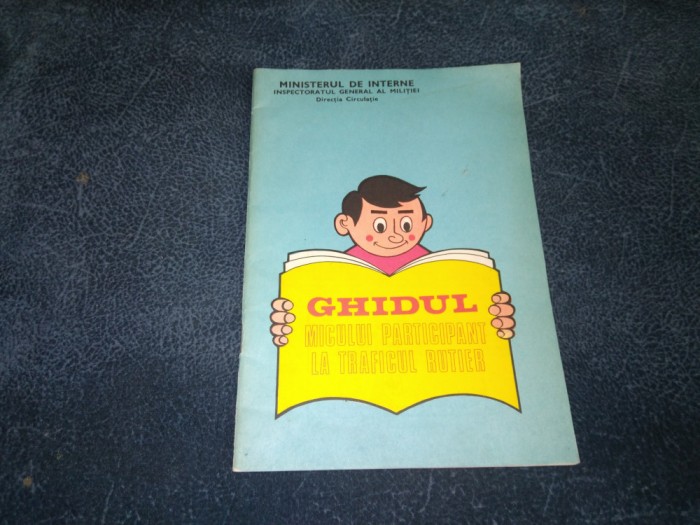 MINISTERUL DE INTERNE
INSPECTORATUL GENERAL AL MILIȚIEI
Direcția Circulație
GHIDUL
MICULUI PARTICIPANT
LA TRAFICUL RUTIER